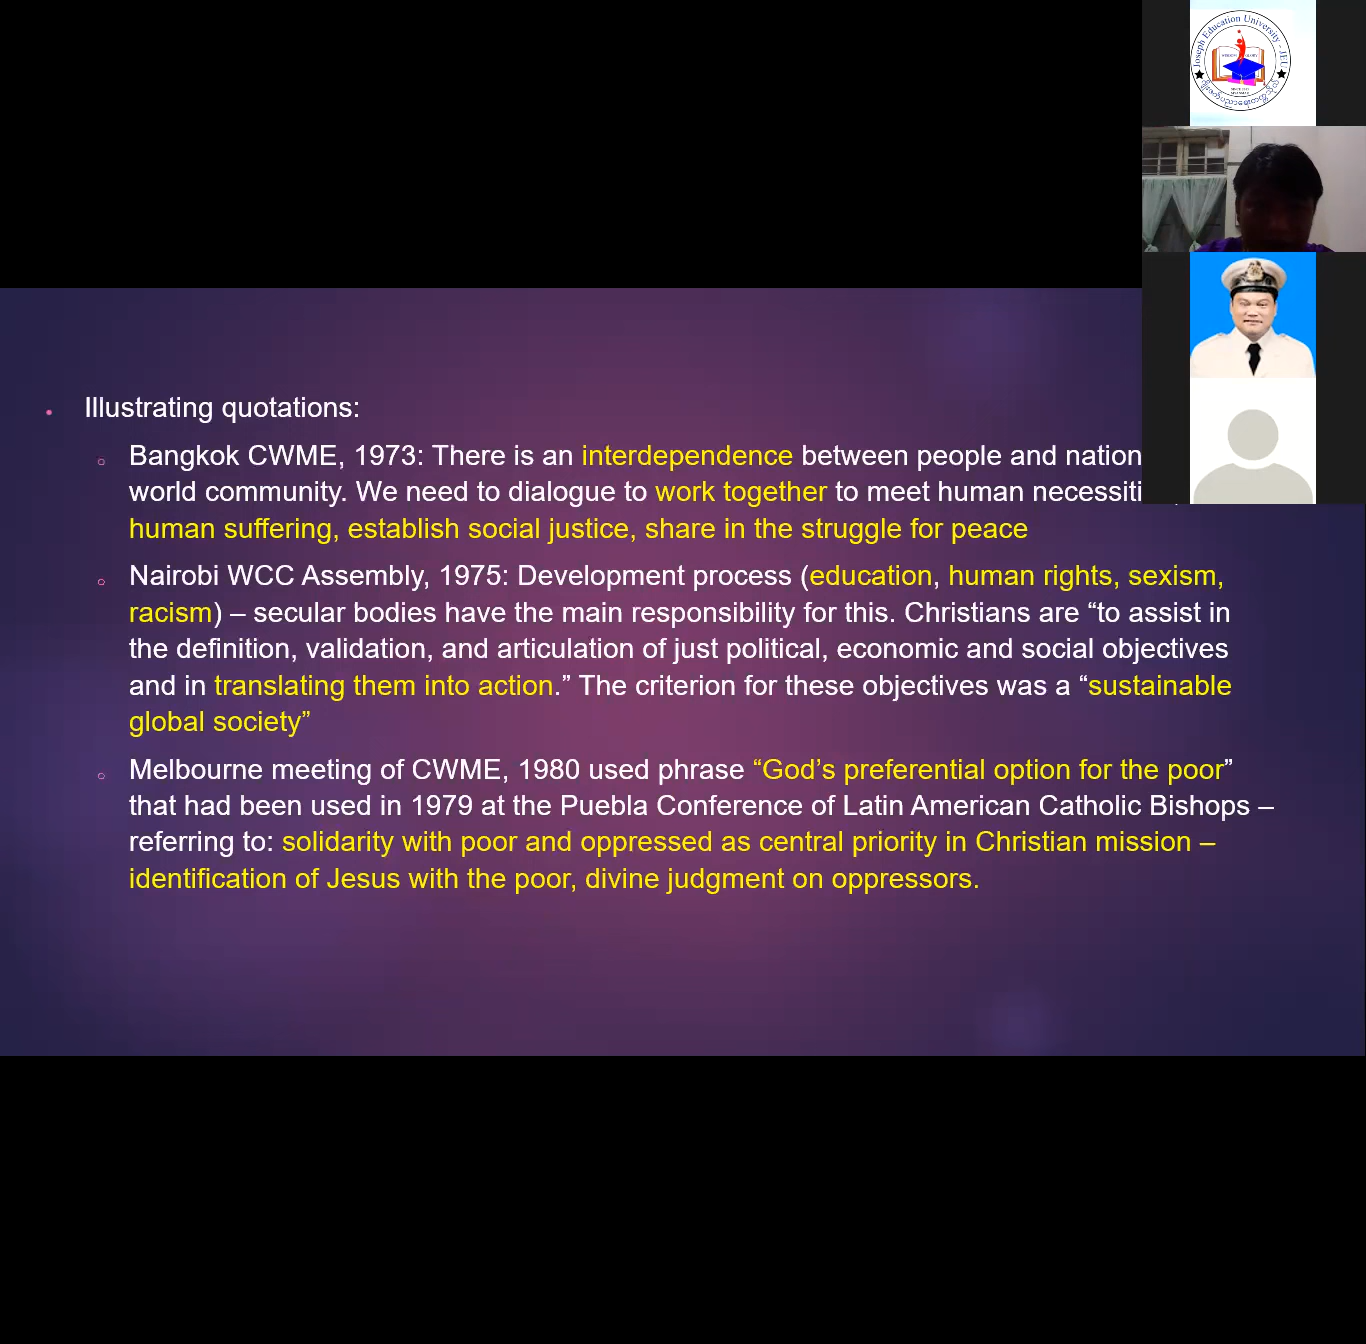 Joseph Education University - JEU
Illustrating quotations:
Bangkok CWME, 1973: There is an interdependence between people and nation
world community. We need to dialogue to work together to meet human necessiti
human suffering, establish social justice, share in the struggle for peace
Nairobi WCC Assembly, 1975: Development process (education, human rights, sexism,
racism) – secular bodies have the main responsibility for this. Christians are “to assist in
the definition, validation, and articulation of just political, economic and social objectives
and in translating them into action.” The criterion for these objectives was a “sustainable
global society”
Melbourne meeting of CWME, 1980 used phrase “God’s preferential option for the poor”
that had been used in 1979 at the Puebla Conference of Latin American Catholic Bishops –
referring to: solidarity with poor and oppressed as central priority in Christian mission –
identification of Jesus with the poor, divine judgment on oppressors.